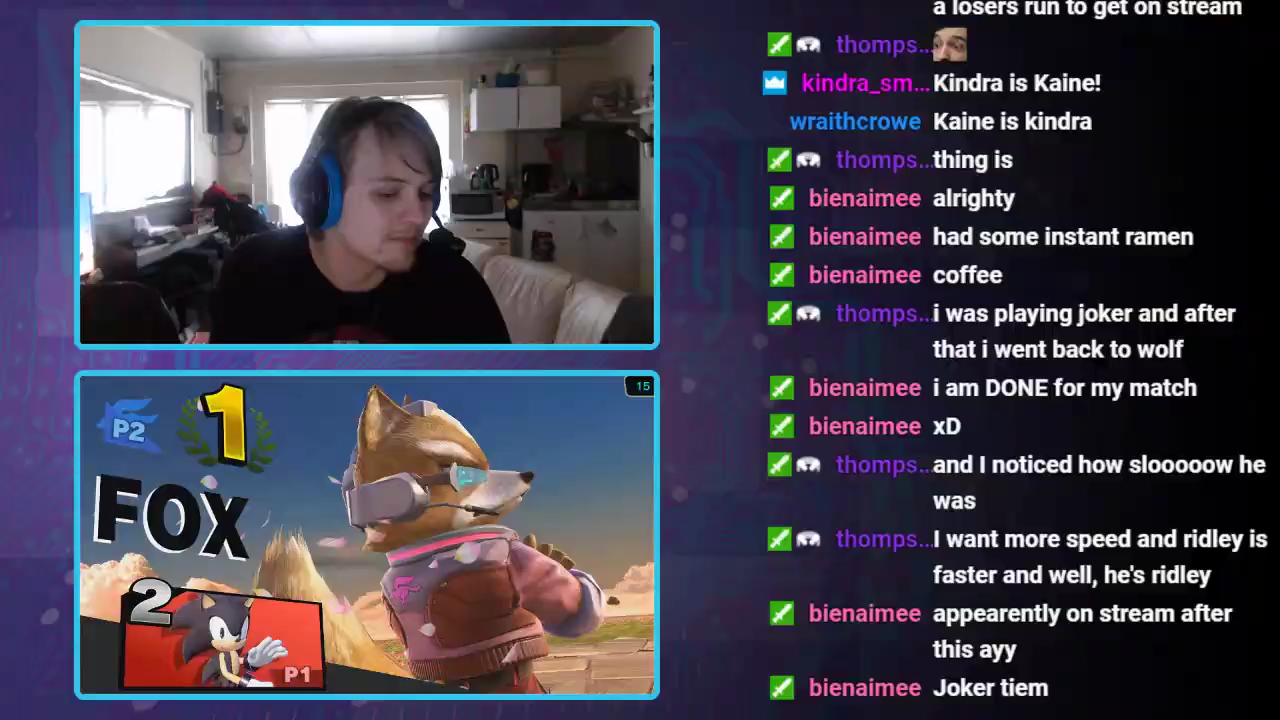 a losers run to get on stream
thomps...
kindra_sm... Kindra is Kaine!
wraithcrowe Kaine is kindra
thomps... thing is
bienaimee alrighty
bienaimee had some instant ramen
bienaimee coffee
thomps... i was playing joker and after
that i went back to wolf
bienaimee i am DONE for my match
bienaimee xD
thomps... and I noticed how slooooow he
was
thomps... I want more speed and ridley is
faster and well, he's ridley
bienaimee appearently on stream after
this ayy
bienaimee Joker tiem
P2 1
15
FOX
2
P1